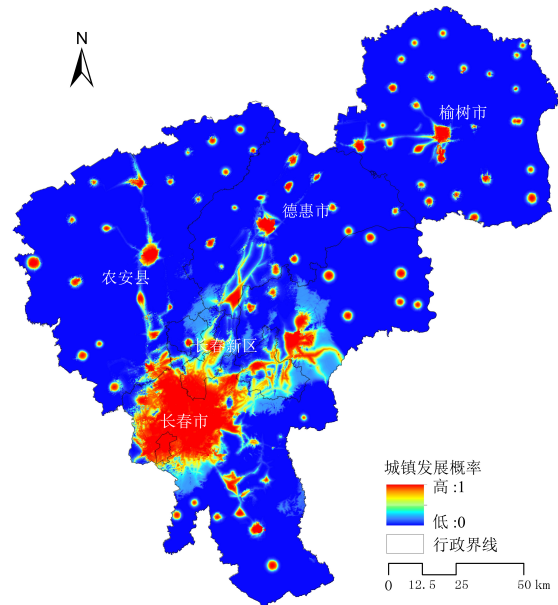 N
榆树市
德惠市
农安县
长春新区
长春市
城镇发展概率
高 :1
低 :0
行政界线
0 12.5 25 50 km